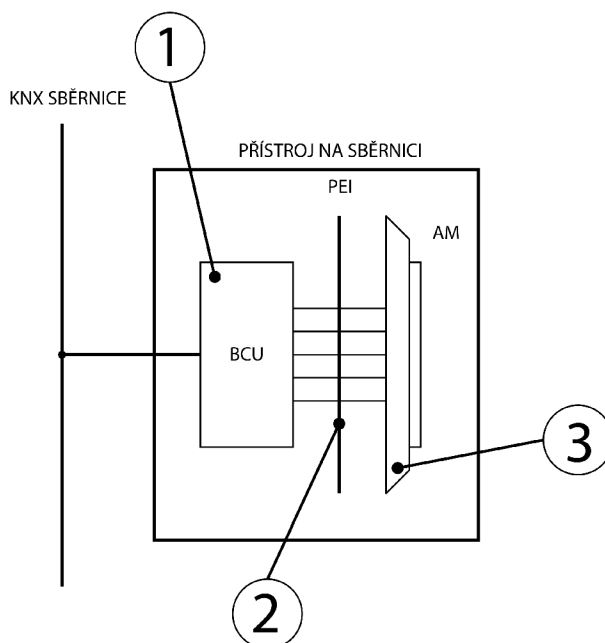 1
KNX SBĚRNICE
PŘÍSTROJ NA SBĚRNICI
PEI
AM
BCU
3
2